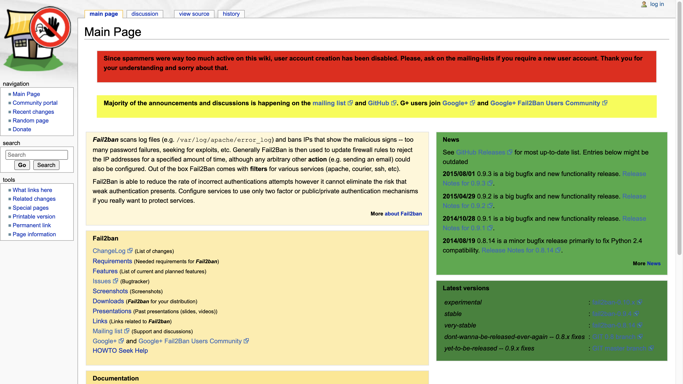 log in
main page
discussion
view source
history
Main Page
Since spammers were way too much active on this wiki, user account creation has been disabled. Please, ask on the mailing-lists if you require a new user account. Thank you for
your understanding and sorry about that.
Majority of the announcements and discussions is happening on the mailing list and GitHub. G+ users join Google+ and Google+ Fail2Ban Users Community
navigation
Main Page
Community portal
Recent changes
Random page
Donate
search
Search
Go Search
tools
What links here
Related changes
Special pages
Printable version
Permanent link
Page information
Fail2ban scans log files (e.g. /var/log/apache/error_log) and bans IPs that show the malicious signs -- too
many password failures, seeking for exploits, etc. Generally Fail2Ban is then used to update firewall rules to reject
the IP addresses for a specified amount of time, although any arbitrary other action (e.g. sending an email) could
also be configured. Out of the box Fail2Ban comes with filters for various services (apache, courier, ssh, etc).
Fail2Ban is able to reduce the rate of incorrect authentications attempts however it cannot eliminate the risk that
weak authentication presents. Configure services to use only two factor or public/private authentication mechanisms
if you really want to protect services.
More about Fail2ban
Fail2ban
ChangeLog (List of changes)
Requirements (Needed requirements for Fail2ban)
Features (List of current and planned features)
Issues (Bugtracker)
Screenshots (Screenshots)
Downloads (Fail2ban for your distribution)
Presentations (Past presentations (slides, videos))
Links (Links related to Fail2ban)
Mailing list (Support and discussions)
Google+ and Google+ Fail2Ban Users Community
HOWTO Seek Help
Documentation
News
See GitHub Releases for most up-to-date list. Entries below might be
outdated
2015/08/01 0.9.3 is a big bugfix and new functionality release. Release
Notes for 0.9.3.
2015/04/29 0.9.2 is a big bugfix and new functionality release. Release
Notes for 0.9.2.
2014/10/28 0.9.1 is a big bugfix and new functionality release. Release
Notes for 0.9.1.
2014/08/19 0.8.14 is a minor bugfix release primarily to fix Python 2.4
compatibility. Release Notes for 0.8.14.
More News
Latest versions
experimental :
stable :
very-stable :
dont-wanna-be-released-ever-again -- 0.8.x fixes :
yet-to-be-released -- 0.9.x fixes :